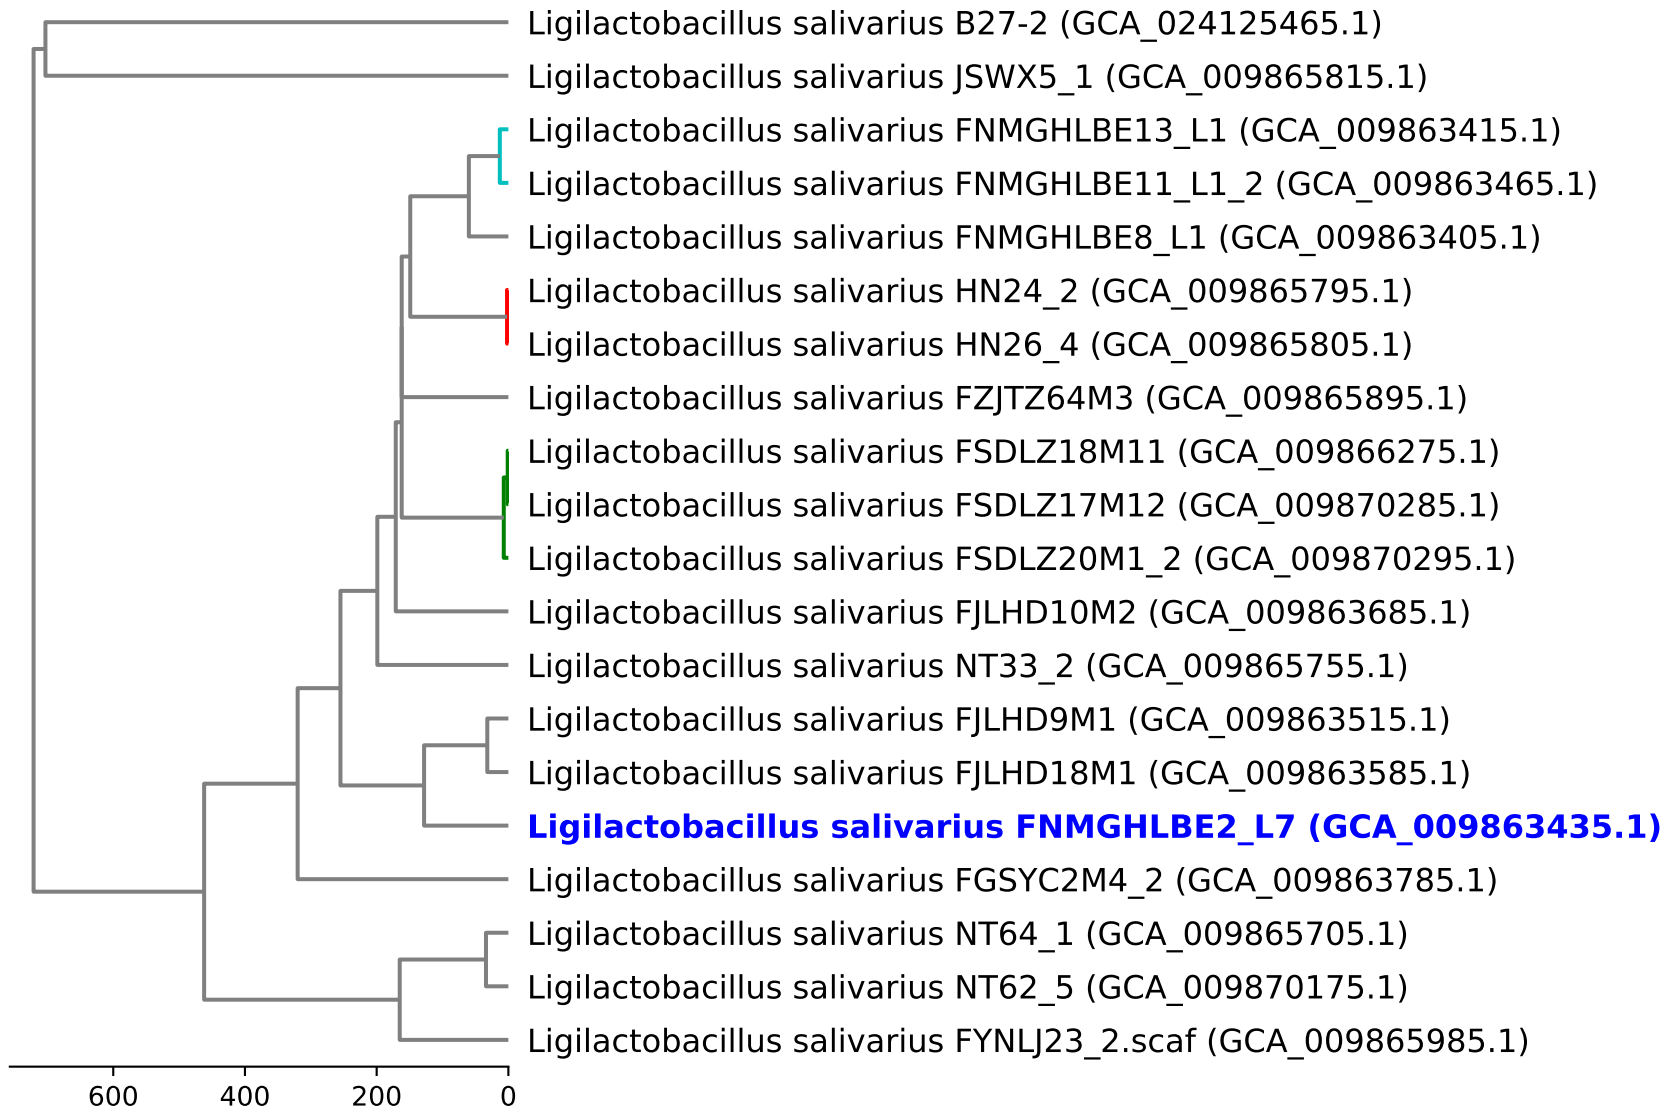 Ligilactobacillus salivarius B27-2 (GCA_024125465.1)
Ligilactobacillus salivarius JSWX5_1 (GCA_009865815.1)
Ligilactobacillus salivarius FNMGHLBE13_L1 (GCA_009863415.1)
Ligilactobacillus salivarius FNMGHLBE11_L1_2 (GCA_009863465.1)
Ligilactobacillus salivarius FNMGHLBE8_L1 (GCA_009863405.1)
Ligilactobacillus salivarius HN24_2 (GCA_009865795.1)
Ligilactobacillus salivarius HN26_4 (GCA_009865805.1)
Ligilactobacillus salivarius FZJTZ64M3 (GCA_009865895.1)
Ligilactobacillus salivarius FSDLZ18M11 (GCA_009866275.1)
Ligilactobacillus salivarius FSDLZ17M12 (GCA_009870285.1)
Ligilactobacillus salivarius FSDLZ20M1_2 (GCA_009870295.1)
Ligilactobacillus salivarius FJLHD10M2 (GCA_009863685.1)
Ligilactobacillus salivarius NT33_2 (GCA_009865755.1)
Ligilactobacillus salivarius FJLHD9M1 (GCA_009863515.1)
Ligilactobacillus salivarius FJLHD18M1 (GCA_009863585.1)
Ligilactobacillus salivarius FNMGHLBE2_L7 (GCA_009863435.1)
Ligilactobacillus salivarius FGSYC2M4_2 (GCA_009863785.1)
Ligilactobacillus salivarius NT64_1 (GCA_009865705.1)
Ligilactobacillus salivarius NT62_5 (GCA_009870175.1)
Ligilactobacillus salivarius FYNLJ23_2.scaf (GCA_009865985.1)
600 400 200 0